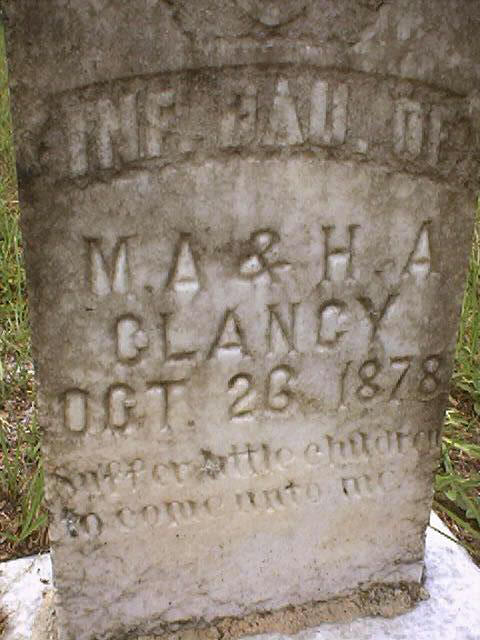 INF. DAU. OF
M. A & H. A
CLANCY
OCT. 26 1878
Suffer little children
to come unto me.